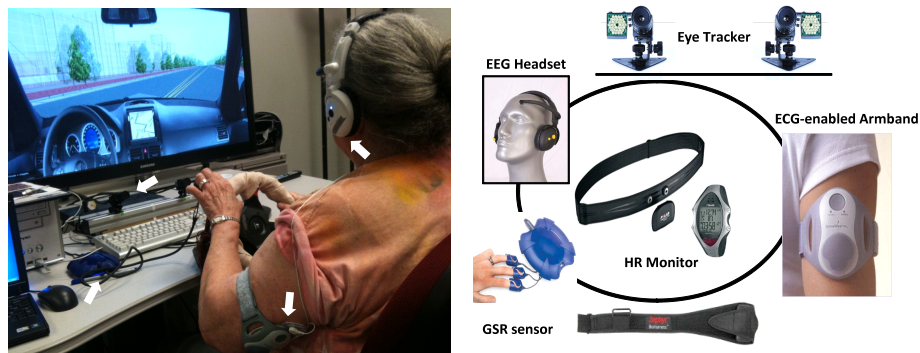 Eye Tracker
EEG Headset
ECG-enabled Armband
HR Monitor
GSR sensor